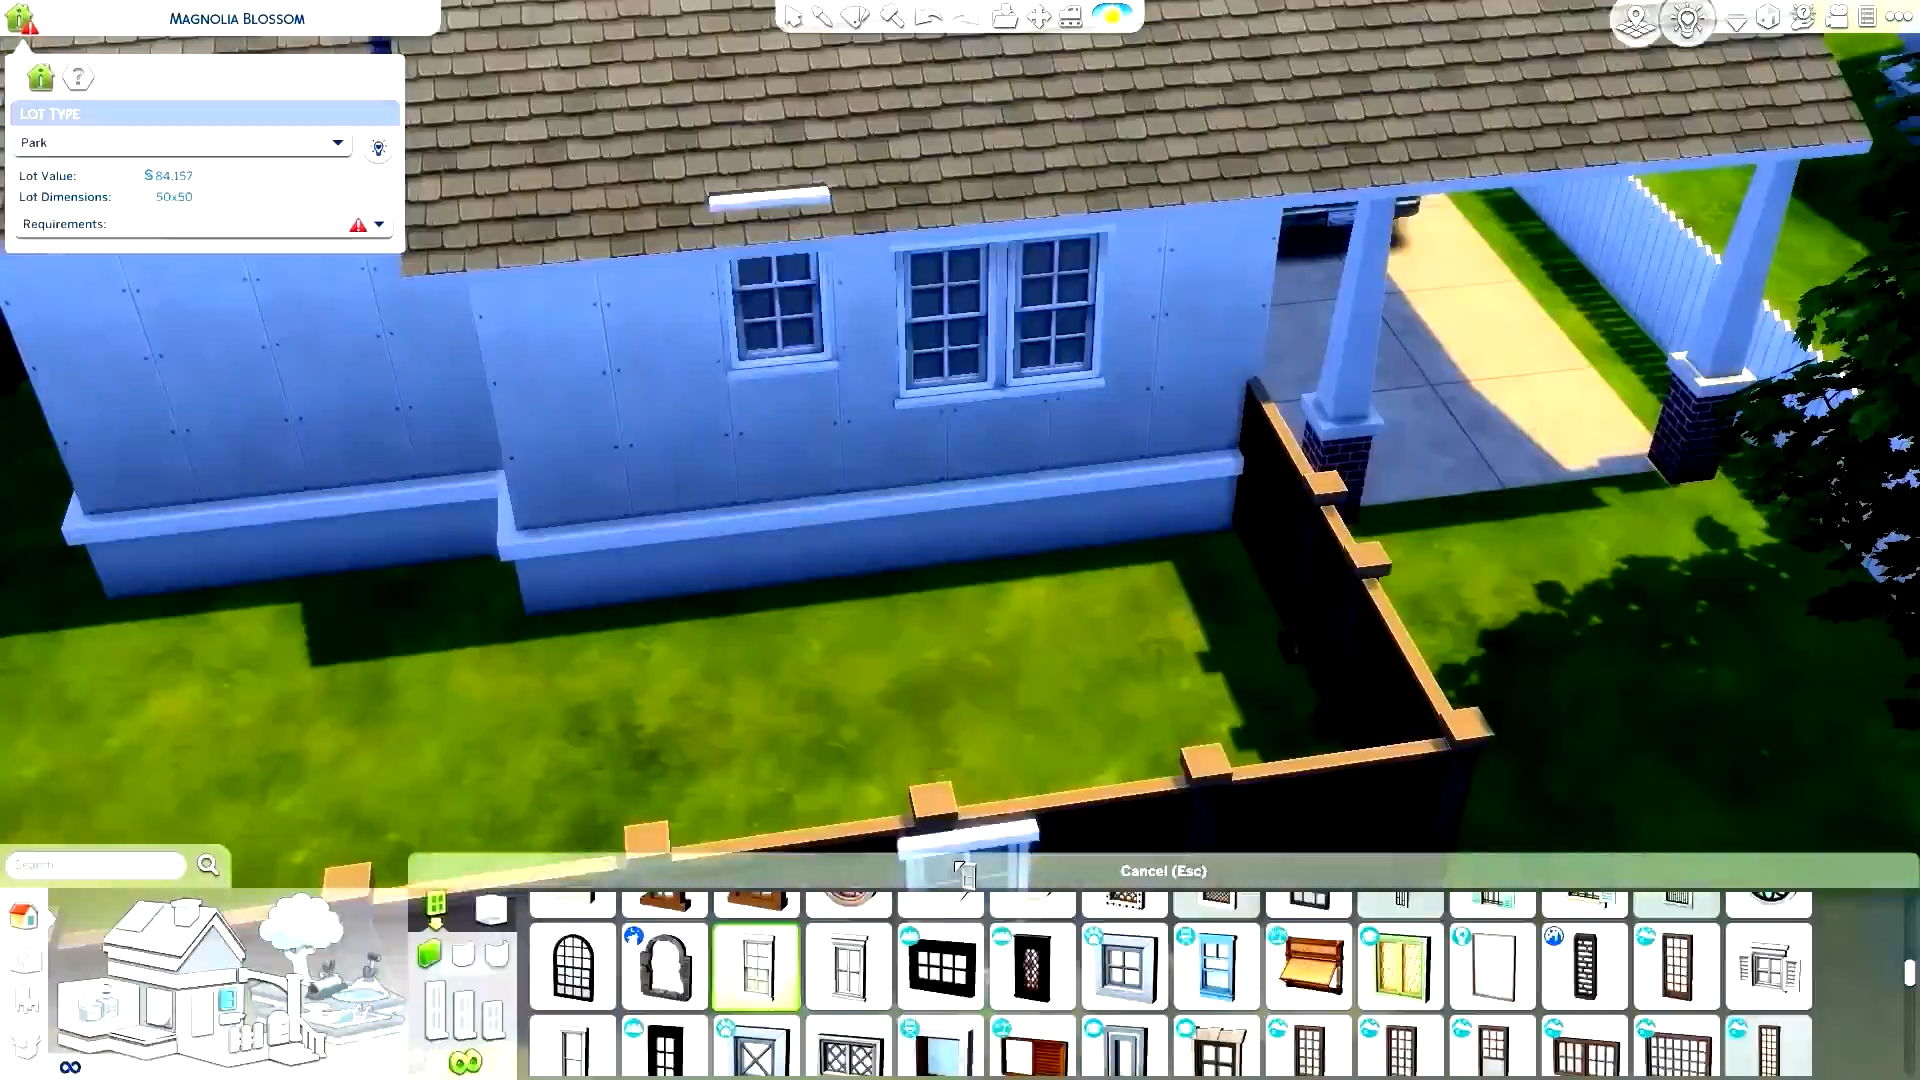 MAGNOLIA BLOSSOM
LOT TYPE
Park
Lot Value: §84,157
Lot Dimensions: 50x50
Requirements:
Search
Cancel (Esc)